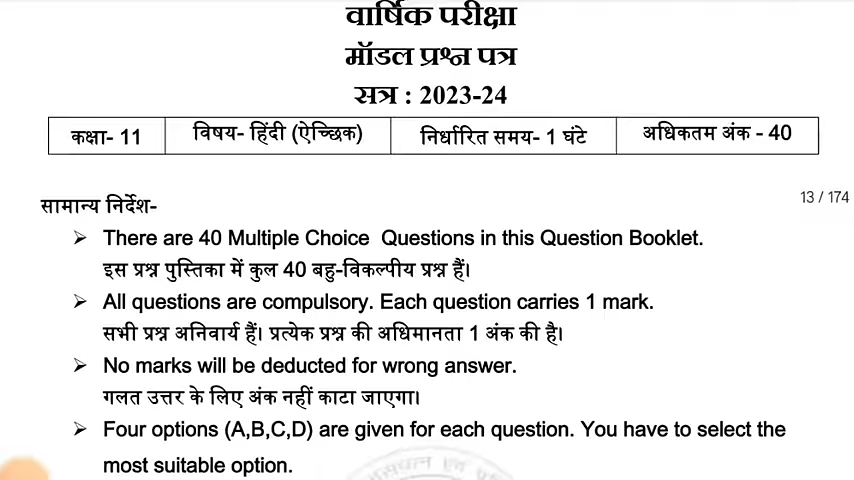 वार्षिक परीक्षा
मॉडल प्रश्न पत्र
सत्र : 2023-24
कक्षा- 11 विषय- हिंदी (ऐच्छिक) निर्धारित समय- 1 घंटे अधिकतम अंक - 40
13 / 174
सामान्य निर्देश-
➢ There are 40 Multiple Choice Questions in this Question Booklet.
इस प्रश्न पुस्तिका में कुल 40 बहु-विकल्पीय प्रश्न हैं।
➢ All questions are compulsory. Each question carries 1 mark.
सभी प्रश्न अनिवार्य हैं। प्रत्येक प्रश्न की अधिमानता 1 अंक की है।
➢ No marks will be deducted for wrong answer.
गलत उत्तर के लिए अंक नहीं काटा जाएगा।
➢ Four options (A,B,C,D) are given for each question. You have to select the
most suitable option.